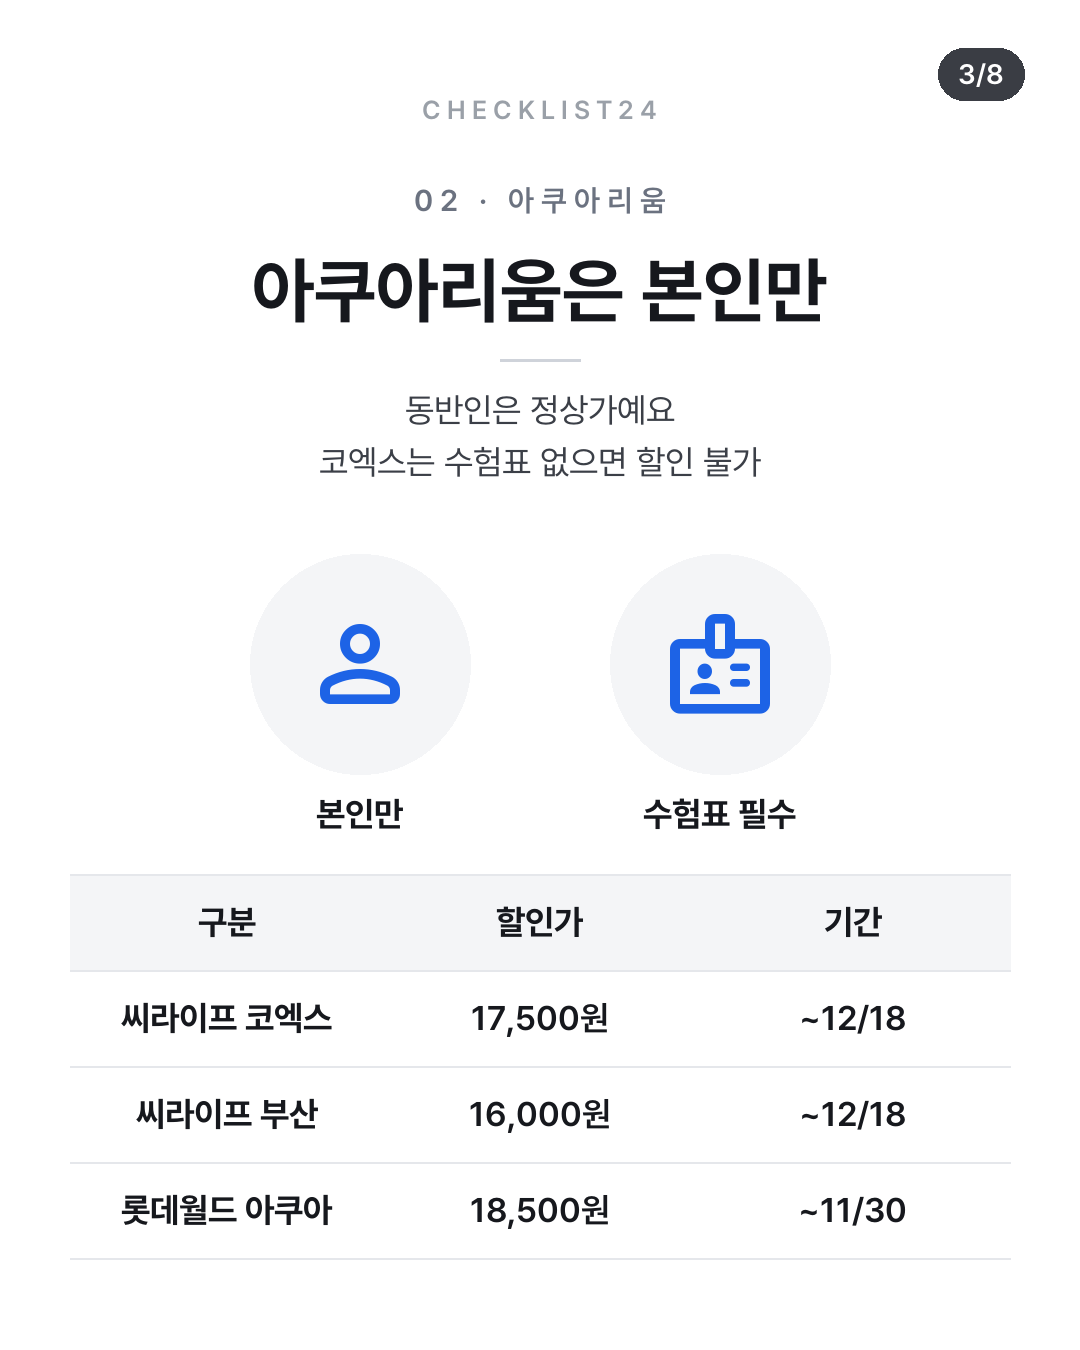 3/8
CHECKLIST24
02 · 아쿠아리움
아쿠아리움은 본인만
동반인은 정상가예요
코엑스는 수험표 없으면 할인 불가
본인만 수험표 필수
구분 할인가 기간
씨라이프 코엑스 17,500원 ~12/18
씨라이프 부산 16,000원 ~12/18
롯데월드 아쿠아 18,500원 ~11/30